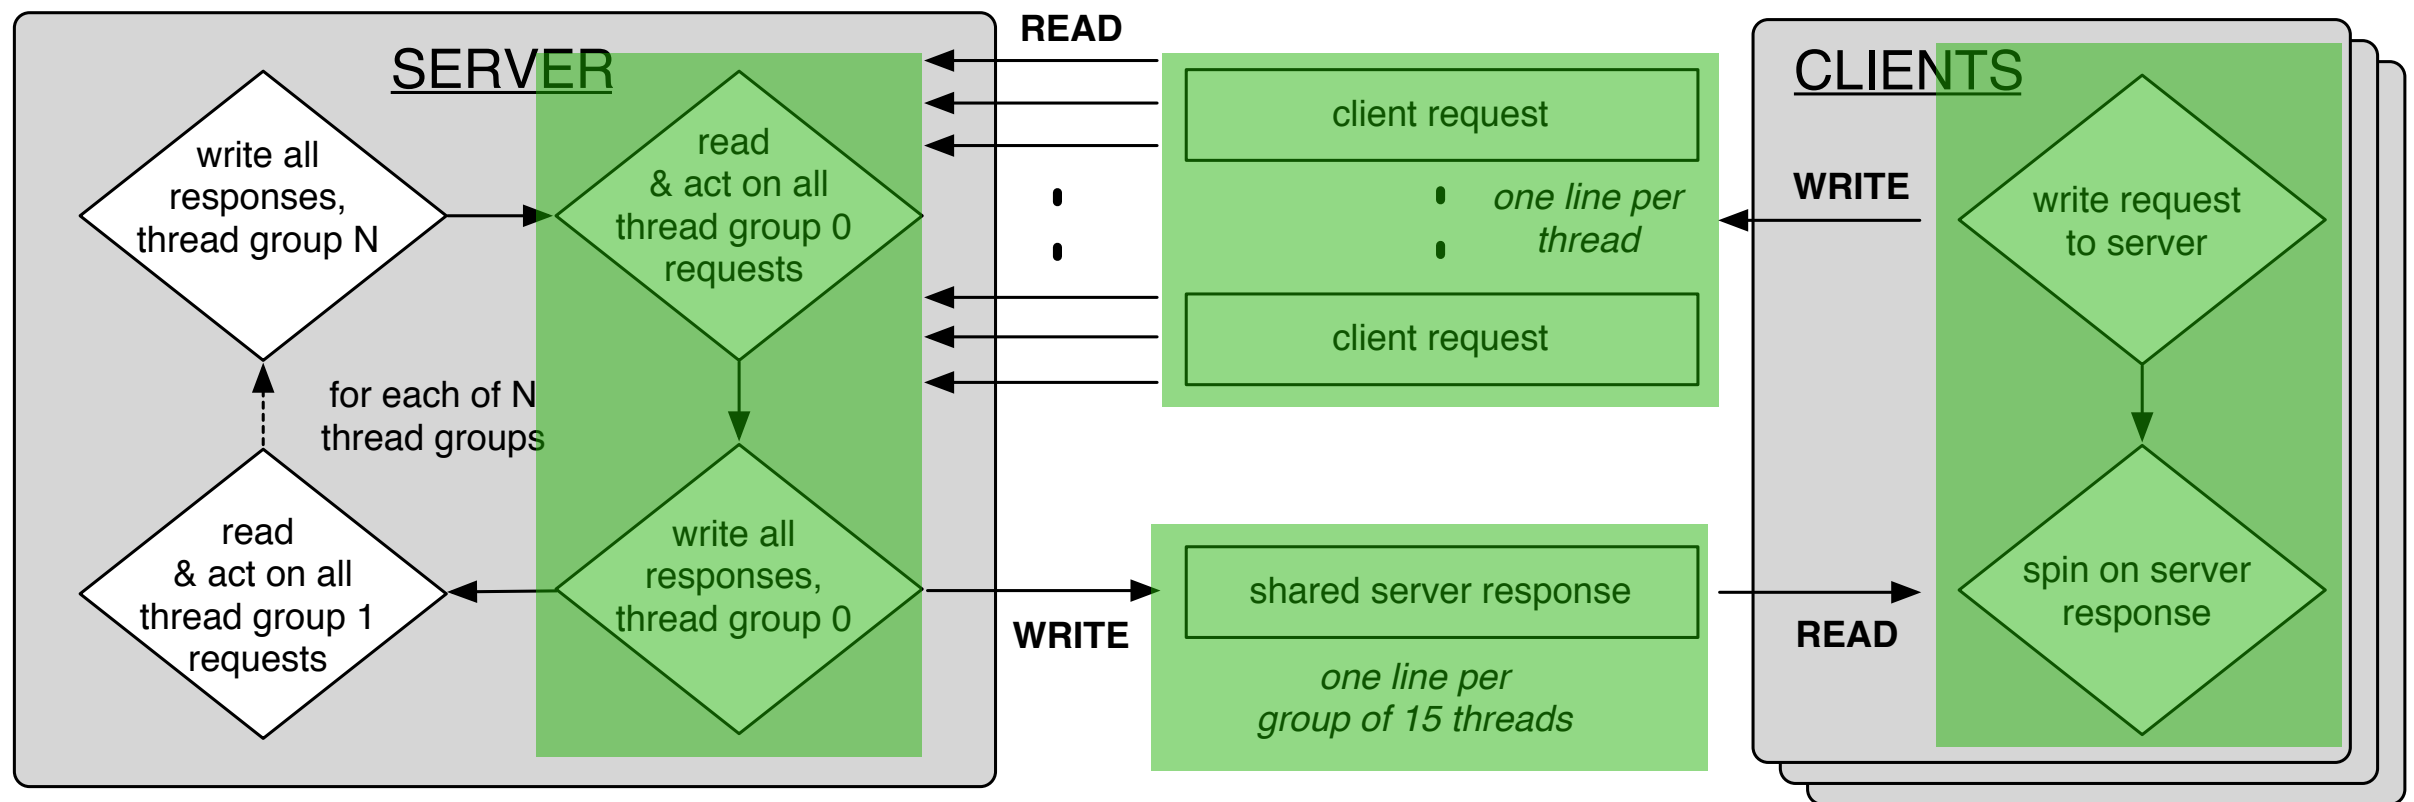 SERVER
write all
responses,
thread group N
read
& act on all
thread group 0
requests
for each of N
thread groups
read
& act on all
thread group 1
requests
write all
responses,
thread group 0
READ
client request
one line per
thread
client request
WRITE
shared server response
one line per
group of 15 threads
CLIENTS
WRITE
write request
to server
READ
spin on server
response